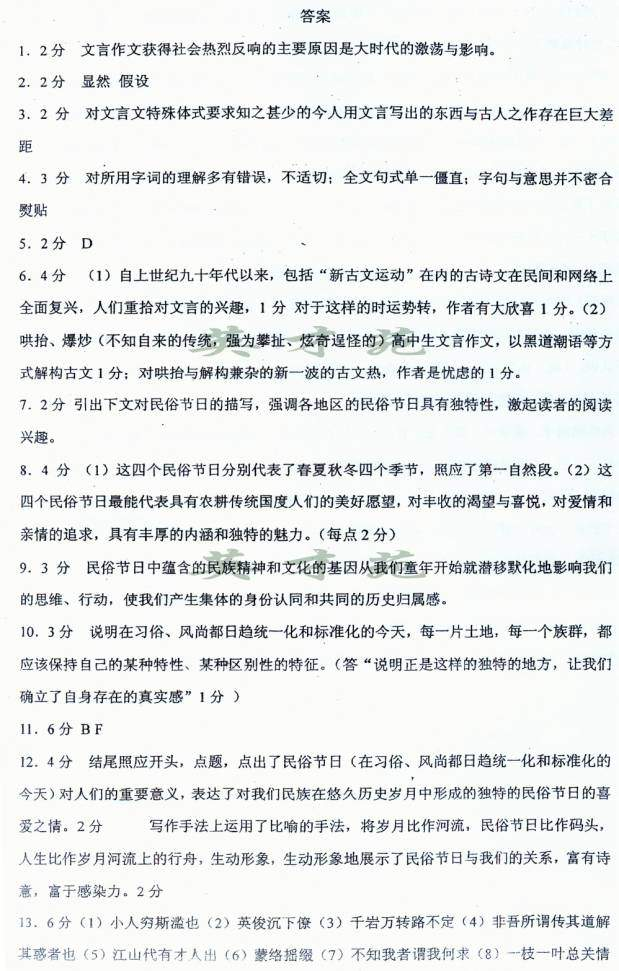 答案
1．2分 文言作文获得社会热烈反响的主要原因是大时代的激荡与影响。
2．2分 显然 假设
3．2 分 对文言文特殊体式要求知之甚少的今人用文言写出的东西与古人之作存在巨大差
距
4．3 分 对所用字词的理解多有错误，不适切；全文句式单一僵直；字句与意思并不密合
熨贴
5．2分 D
6．4分 （1）自上世纪九十年代以来，包括“新古文运动”在内的古诗文在民间和网络上
全面复兴，人们重拾对文言的兴趣，1 分 对于这样的时运势转，作者有大欣喜 1 分。（2）
哄抬、爆炒（不知自来的传统，强为攀扯、炫奇逞怪的）高中生文言作文，以黑道潮语等方
式解构古文 1 分；对哄抬与解构兼杂的新一波的古文热，作者是忧虑的 1 分。
7．2分 引出下文对民俗节日的描写，强调各地区的民俗节日具有独特性，激起读者的阅读
兴趣。
8．4 分 （1）这四个民俗节日分别代表了春夏秋冬四个季节，照应了第一自然段。（2）这
四个民俗节日最能代表具有农耕传统国度人们的美好愿望，对丰收的渴望与喜悦，对爱情和
亲情的追求，具有丰厚的内涵和独特的魅力。（每点 2 分）
9．3 分 民俗节日中蕴含的民族精神和文化的基因从我们童年开始就潜移默化地影响我们
的思维、行动，使我们产生集体的身份认同和共同的历史归属感。
10．3 分 说明在习俗、风尚都日趋统一化和标准化的今天，每一片土地，每一个族群，都
应该保持自己的某种特性、某种区别性的特征。（答“说明正是这样的独特的地方，让我们
确立了自身存在的真实感”1 分 ）
11．6分 B F
12．4分 结尾照应开头，点题，点出了民俗节日（在习俗、风尚都日趋统一化和标准化的
今天）对人们的重要意义，表达了对我们民族在悠久历史岁月中形成的独特的民俗节日的喜
爱之情。2 分 写作手法上运用了比喻的手法，将岁月比作河流，民俗节日比作码头，
人生比作岁月河流上的行舟，生动形象，生动形象地展示了民俗节日与我们的关系，富有诗
意，富于感染力。2 分
13．6分（1）小人穷斯滥也（2）英俊沉下僚（3）千岩万转路不定（4）非吾所谓传其道解
其惑者也（5）江山代有才人出（6）蒙络摇缀（7）不知我者谓我何求（8）一枝一叶总关情
英才苑
英才苑